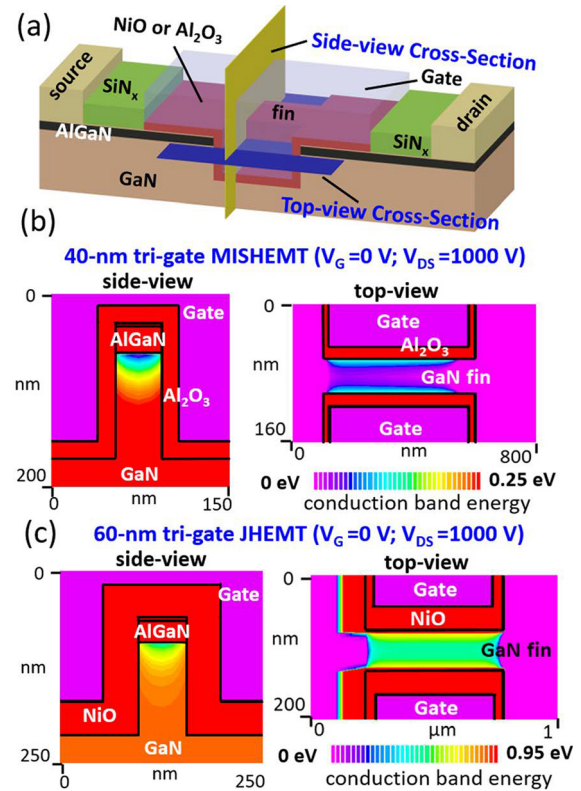 (a)
NiO or Al₂O₃
Side-view Cross-Section
Gate
source
SiNₓ
fin
drain
AlGaN
SiNₓ
GaN
Top-view Cross-Section
(b)
40-nm tri-gate MISHEMT (V_G =0 V; V_DS =1000 V)
side-view
top-view
0
Gate
AlGaN
nm
Al₂O₃
GaN
200
0
nm
150
0
Gate
Al₂O₃
nm
GaN fin
Gate
160
0
nm
800
0 eV
0.25 eV
conduction band energy
(c)
60-nm tri-gate JHEMT (V_G =0 V; V_DS =1000 V)
side-view
top-view
0
Gate
AlGaN
nm
NiO
GaN
250
0
nm
250
0
Gate
NiO
nm
GaN fin
Gate
200
0
μm
1
0 eV
0.95 eV
conduction band energy